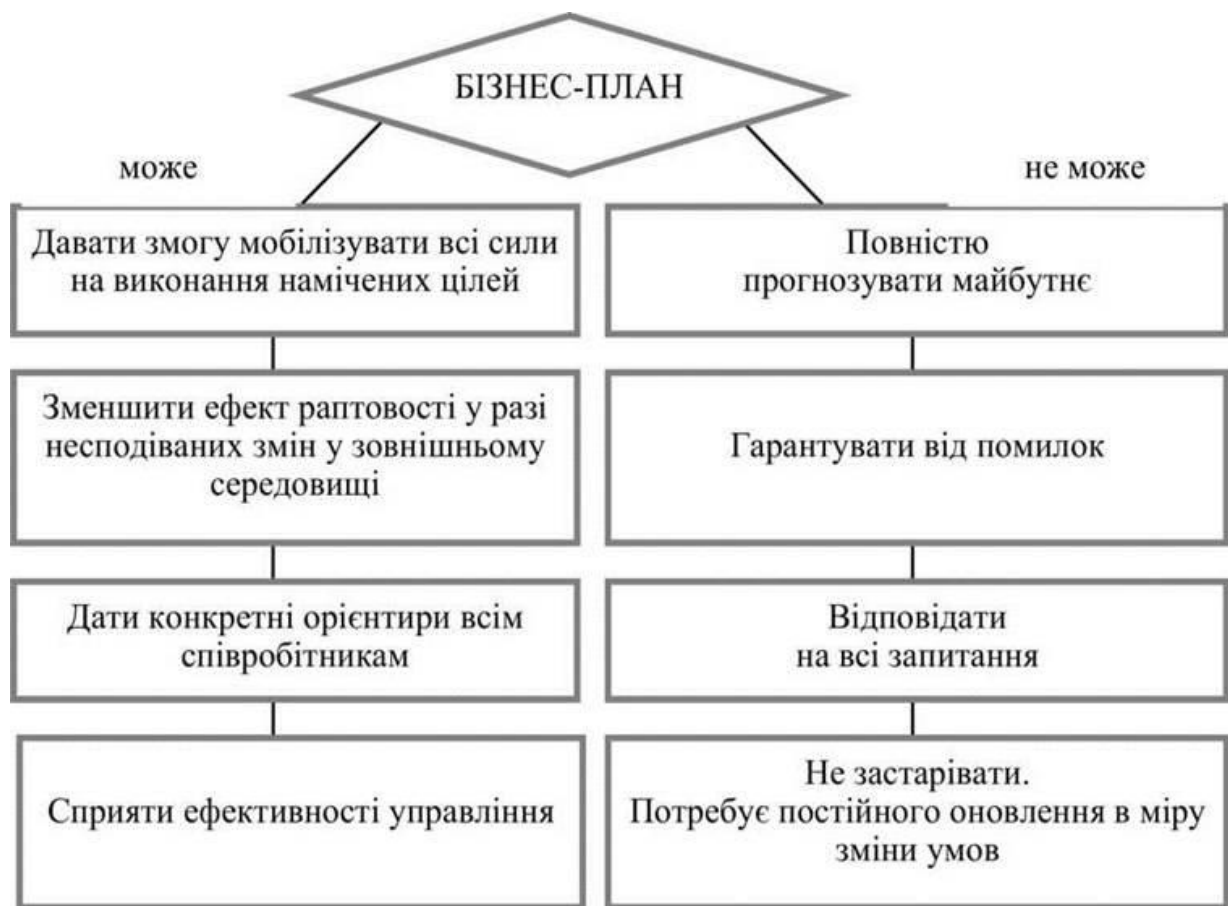 БІЗНЕС-ПЛАН
може
не може
Давати змогу мобілізувати всі сили
на виконання намічених цілей
Повністю
прогнозувати майбутнє
Зменшити ефект раптовості у разі
несподіваних змін у зовнішньому
середовищі
Гарантувати від помилок
Дати конкретні орієнтири всім
співробітникам
Відповідати
на всі запитання
Сприяти ефективності управління
Не застарівати.
Потребує постійного оновлення в міру
зміни умов